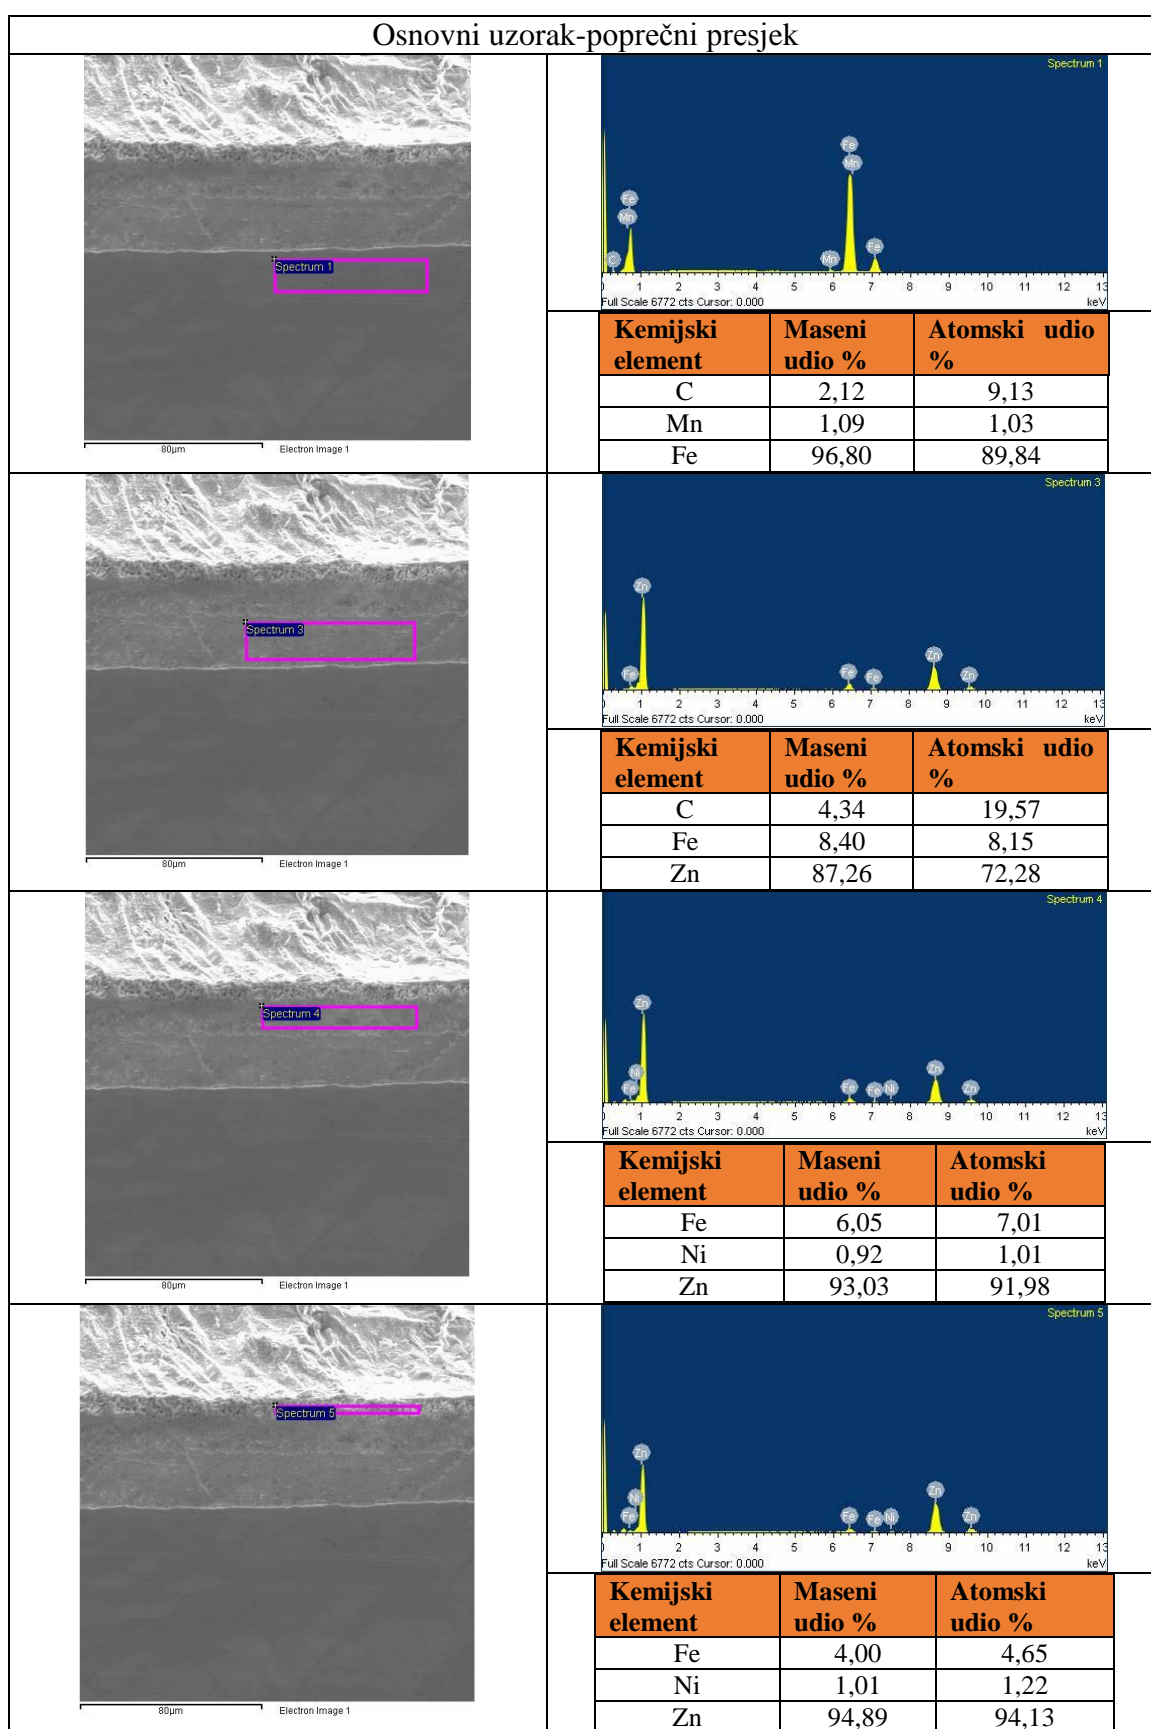 Osnovni uzorak-poprečni presjek
Spectrum 1
80µm Electron Image 1
Spectrum 1
Fe
Mn
Fe
Mn
Fe
C
Mn
1 2 3 4 5 6 7 8 9 10 11 12 13
Full Scale 6772 cts Cursor: 0.000 keV
Kemijski element Maseni udio % Atomski udio %
C 2,12 9,13
Mn 1,09 1,03
Fe 96,80 89,84
Spectrum 3
80µm Electron Image 1
Spectrum 3
Zn
Zn
Fe
Fe
Fe
Zn
1 2 3 4 5 6 7 8 9 10 11 12 13
Full Scale 6772 cts Cursor: 0.000 keV
Kemijski element Maseni udio % Atomski udio %
C 4,34 19,57
Fe 8,40 8,15
Zn 87,26 72,28
Spectrum 4
80µm Electron Image 1
Spectrum 4
Zn
Ni
Zn
Fe
Fe
Fe
Ni
Zn
1 2 3 4 5 6 7 8 9 10 11 12 13
Full Scale 6772 cts Cursor: 0.000 keV
Kemijski element Maseni udio % Atomski udio %
Fe 6,05 7,01
Ni 0,92 1,01
Zn 93,03 91,98
Spectrum 5
80µm Electron Image 1
Spectrum 5
Zn
Zn
Ni
Fe
Fe
Fe
Ni
Zn
1 2 3 4 5 6 7 8 9 10 11 12 13
Full Scale 6772 cts Cursor: 0.000 keV
Kemijski element Maseni udio % Atomski udio %
Fe 4,00 4,65
Ni 1,01 1,22
Zn 94,89 94,13